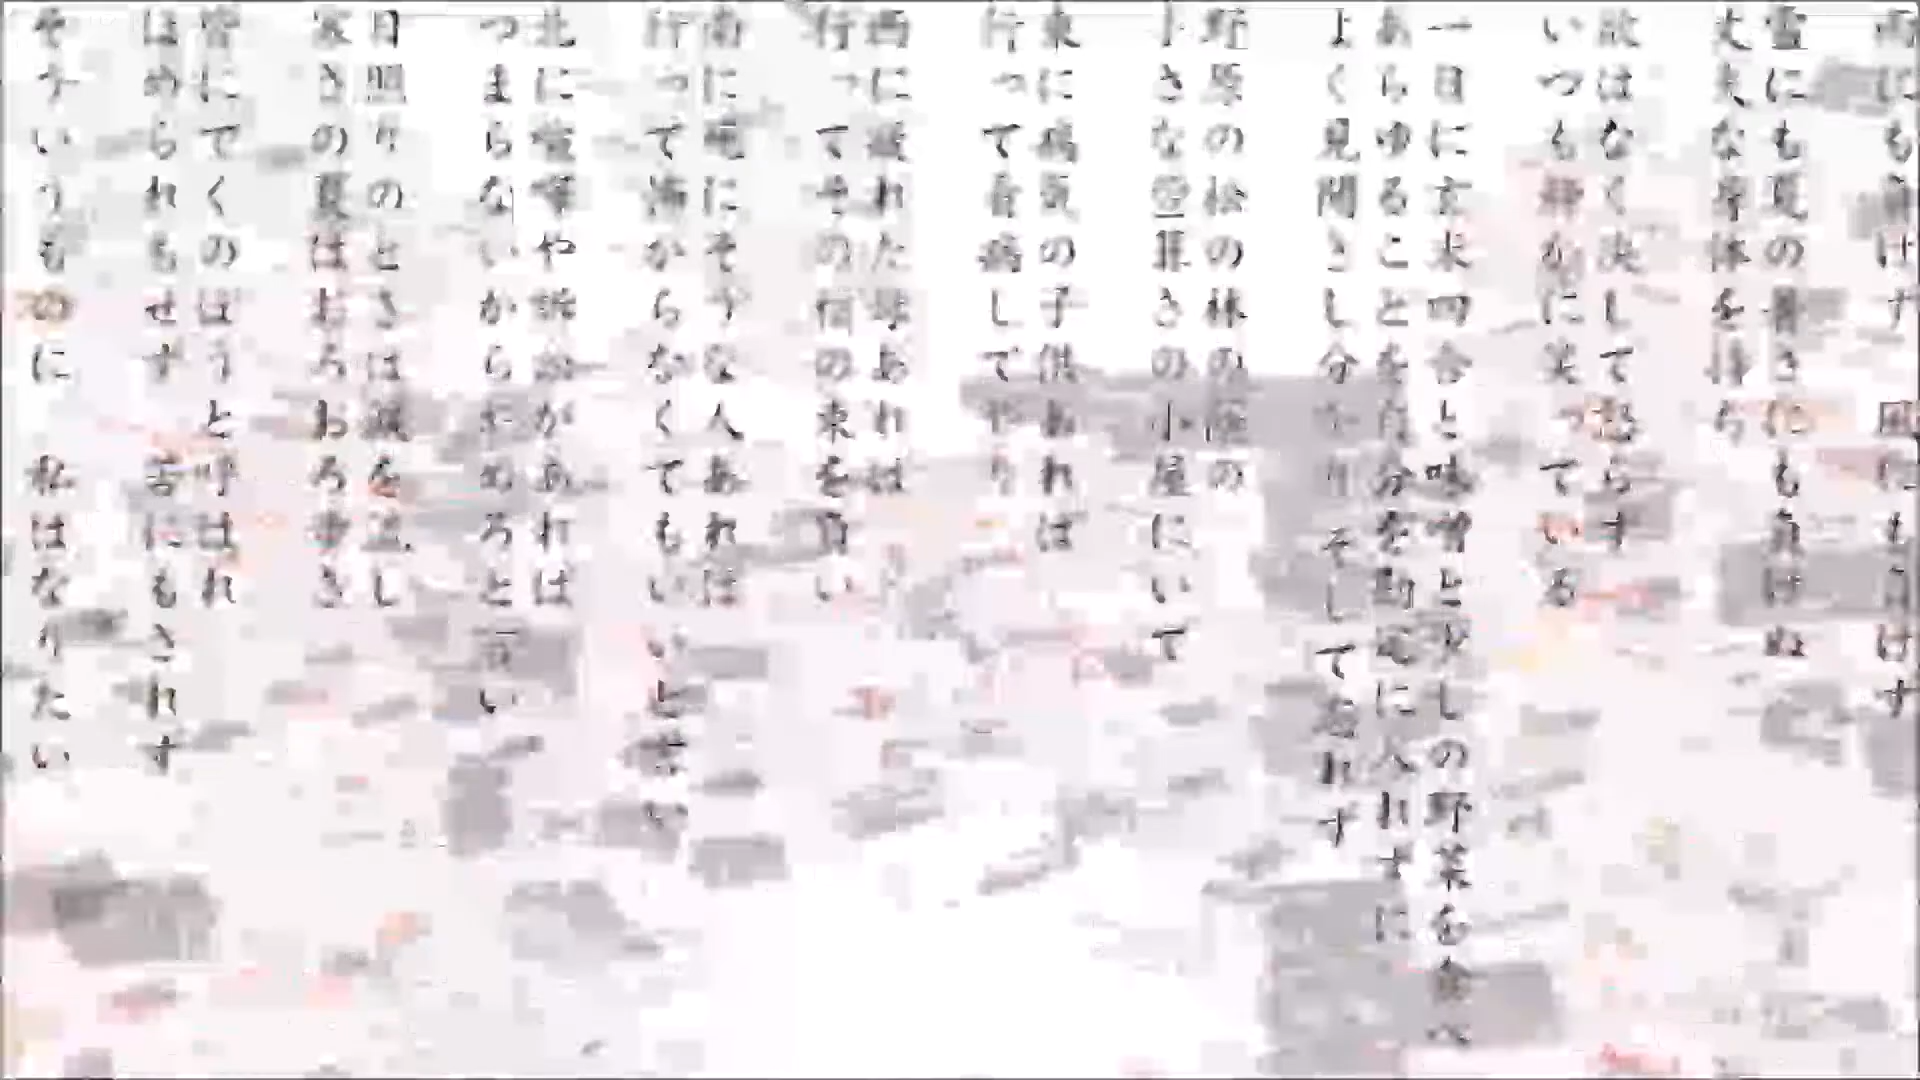 雨にも負けず 風にも負けず
雪にも夏の暑さにも負けぬ
丈夫な身体を持ち
欲はなく決して怒らず
いつも静かに笑っている
一日に玄米四合と味噌と少しの野菜を食べ
あらゆることを自分を勘定に入れずに
よく見聞きし分かり そして忘れず
野原の松の林の陰の
小さな萱葺きの小屋にいて
東に病気の子供あれば
行って看病してやり
西に疲れた母あれば
行ってその稲の束を負い
南に死にそうな人あれば
行って怖がらなくてもいいと言い
北に喧嘩や訴訟があれば
つまらないからやめろと言い
日照りのときは涙を流し
寒さの夏はおろおろ歩き
皆にでくのぼうと呼ばれ
ほめられもせず 苦にもされず
そういうものに 私はなりたい